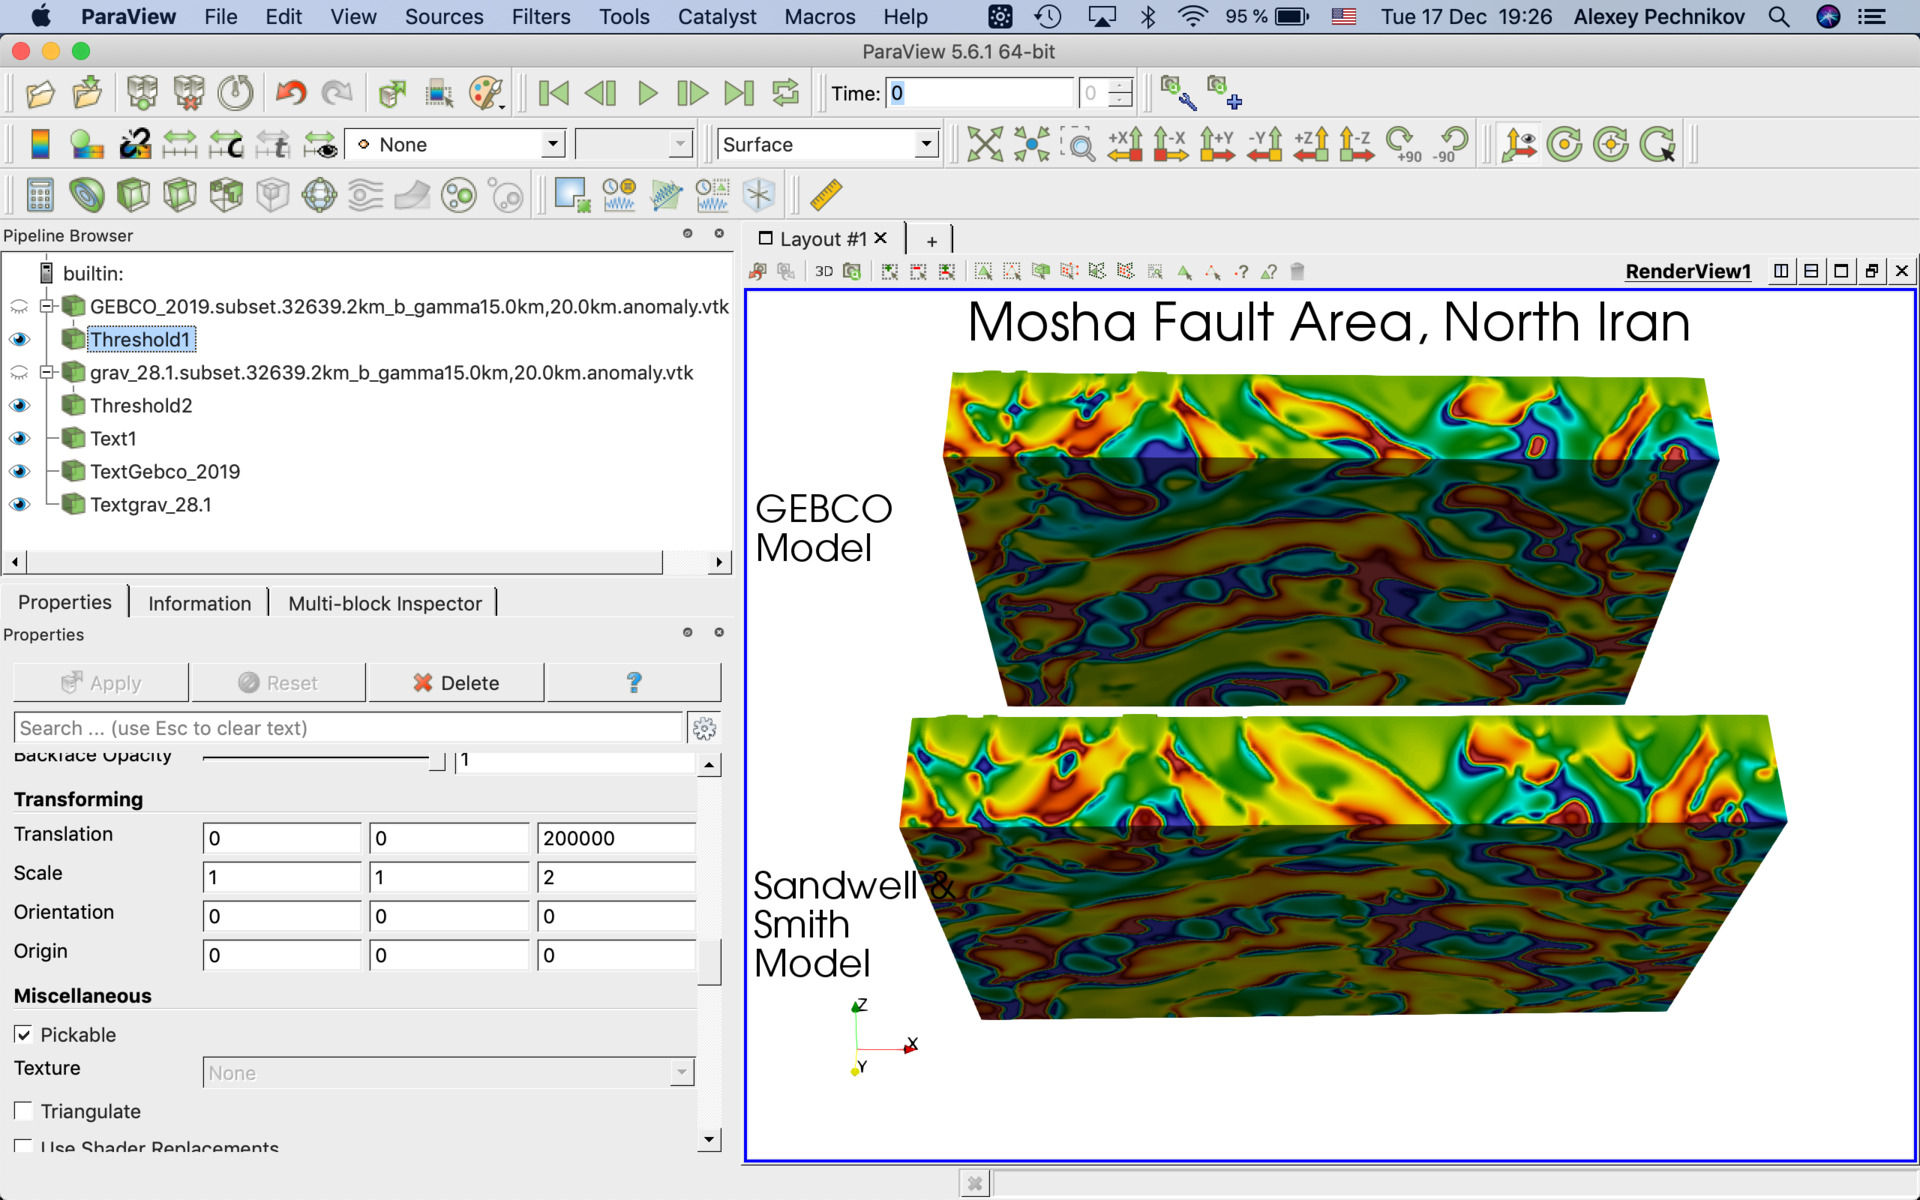 ParaView File Edit View Sources Filters Tools Catalyst Macros Help 95 % Tue 17 Dec 19:26 Alexey Pechnikov
ParaView 5.6.1 64-bit
Time: 0 0
None Surface +X -X +Y -Y +Z -Z +90 -90
Pipeline Browser
Layout #1 +
3D RenderView1
builtin:
GEBCO_2019.subset.32639.2km_b_gamma15.0km,20.0km.anomaly.vtk
Threshold1
grav_28.1.subset.32639.2km_b_gamma15.0km,20.0km.anomaly.vtk
Threshold2
Text1
TextGebco_2019
Textgrav_28.1
Properties Information Multi-block Inspector
Properties
Apply Reset Delete ?
Search ... (use Esc to clear text)
Backface Opacity 1
Transforming
Translation 0 0 200000
Scale 1 1 2
Orientation 0 0 0
Origin 0 0 0
Miscellaneous
Pickable
Texture None
Triangulate
Use Shader Replacements
Mosha Fault Area, North Iran
GEBCO
Model
Sandwell &
Smith
Model
Z
X
Y